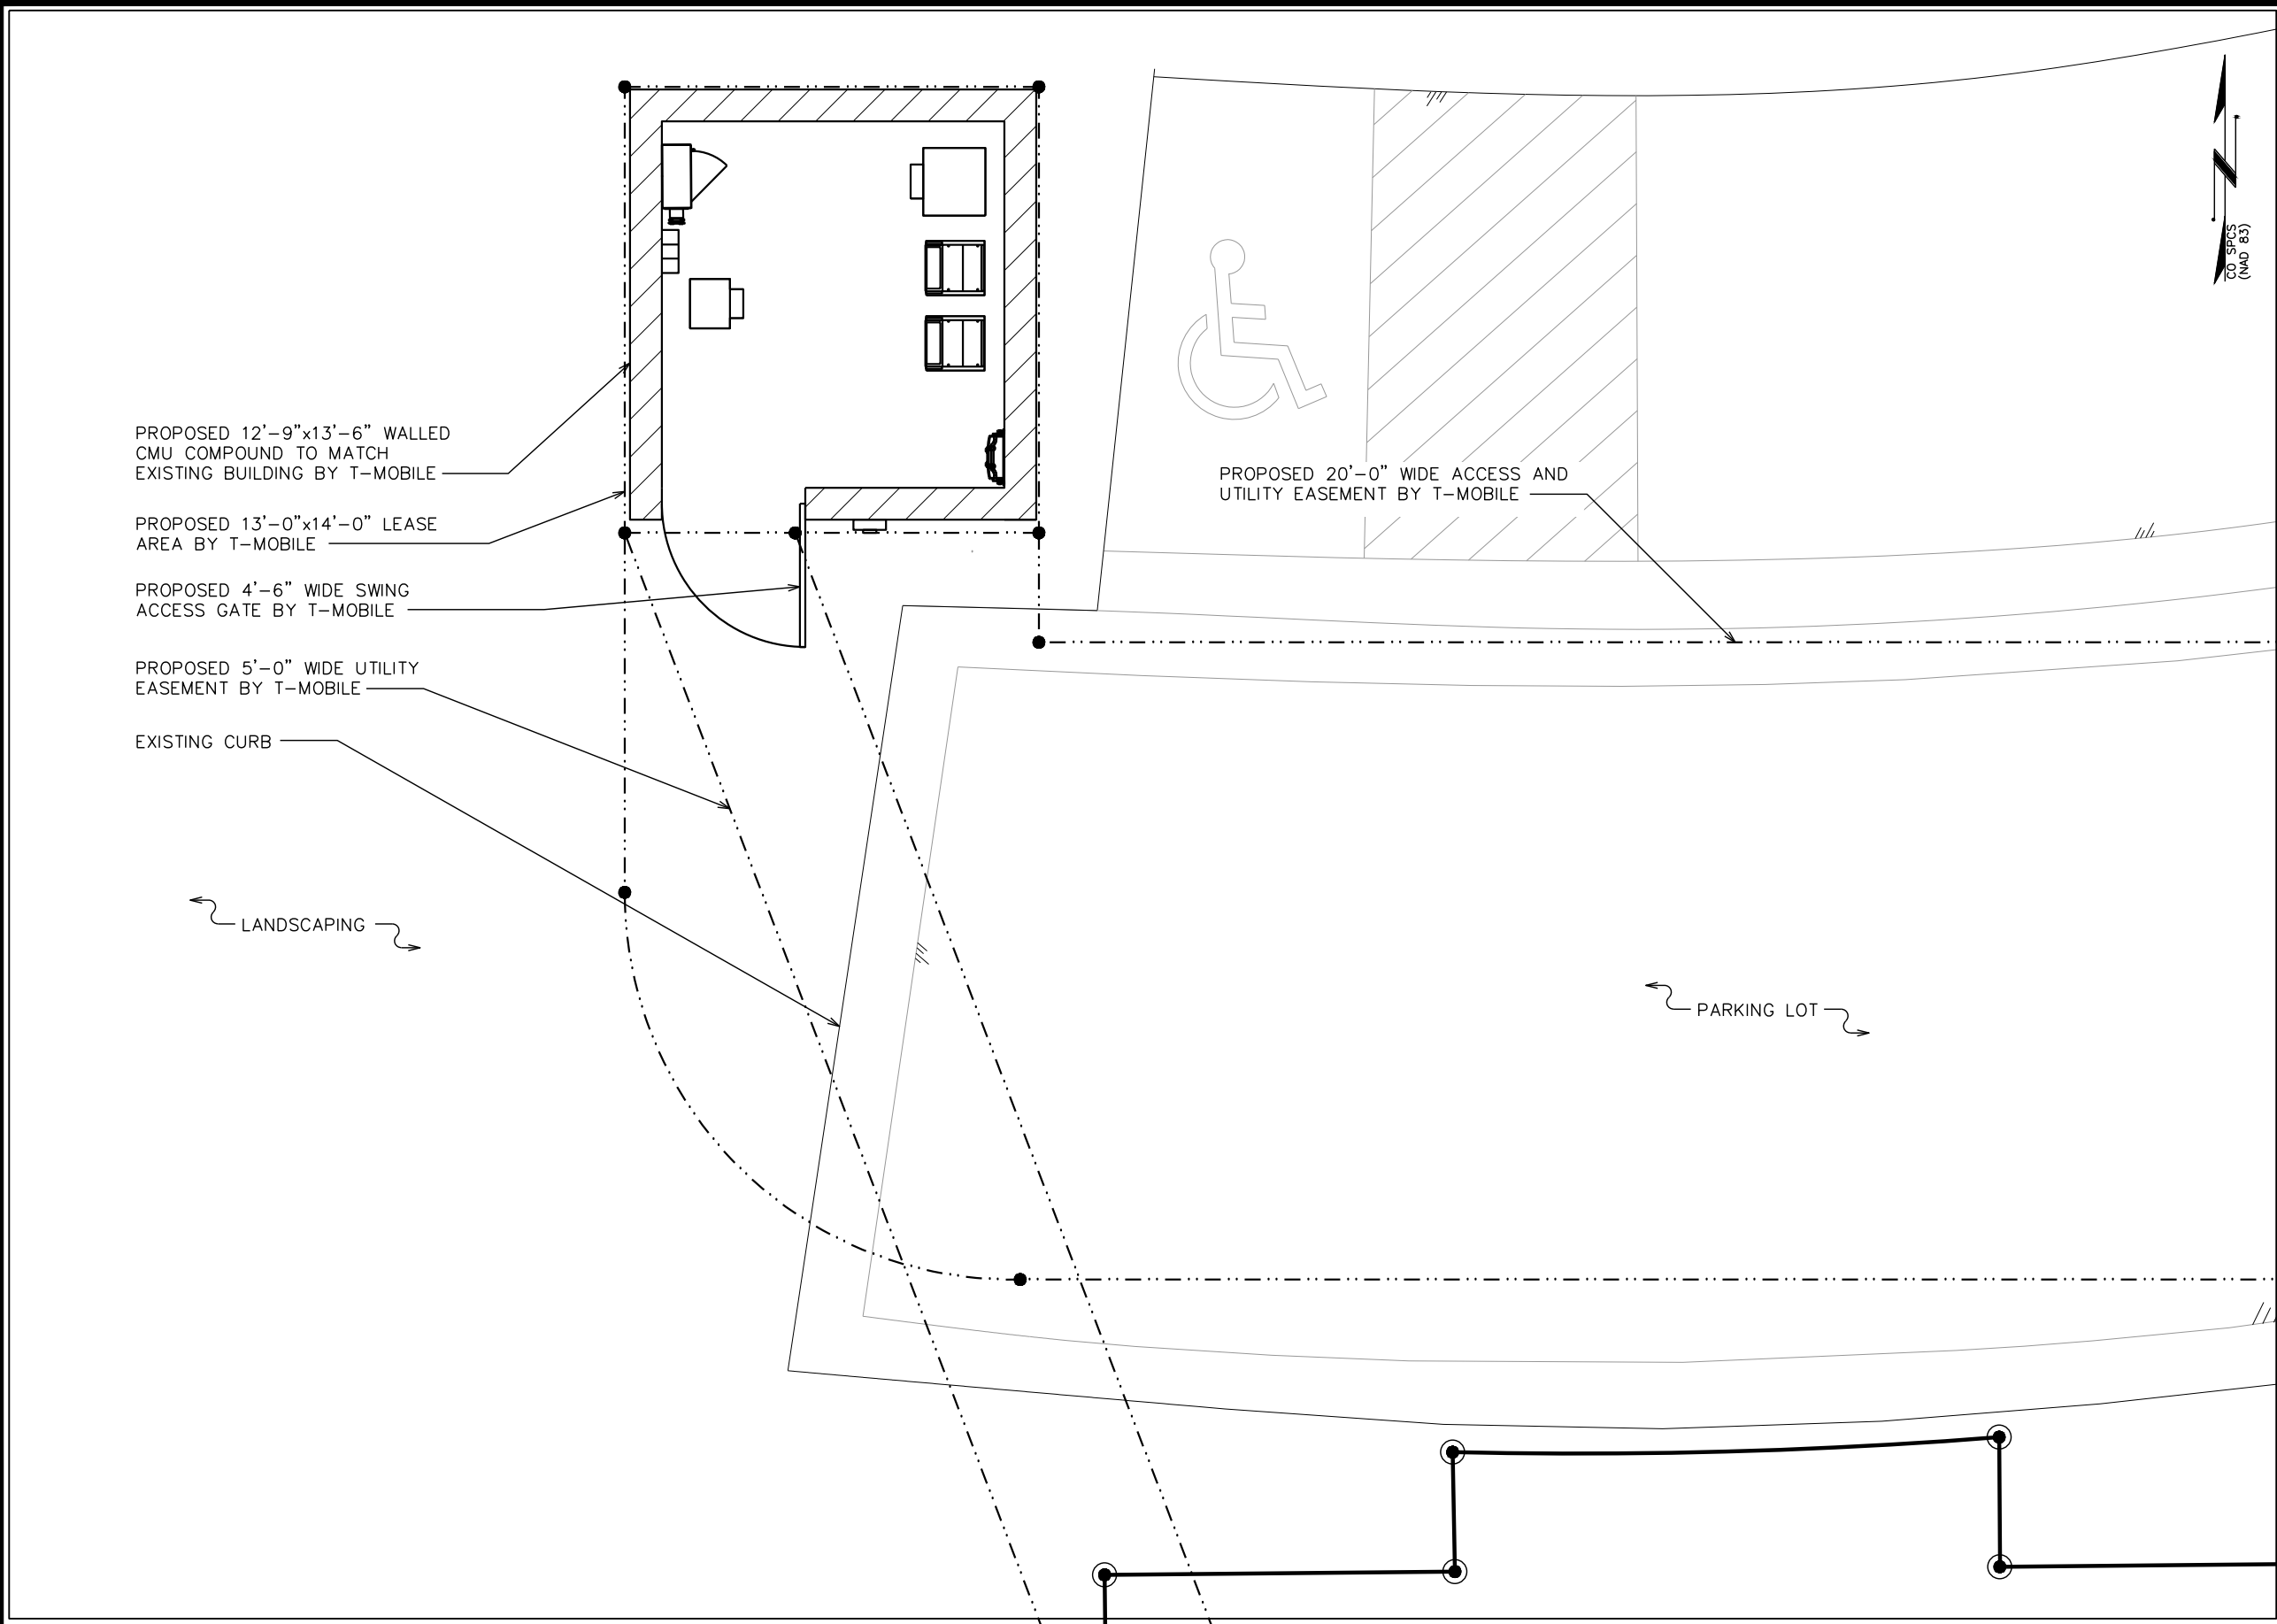 CO SPCS
(NAD 83)
PROPOSED 12'-9"x13'-6" WALLED
CMU COMPOUND TO MATCH
EXISTING BUILDING BY T-MOBILE
PROPOSED 20'-0" WIDE ACCESS AND
UTILITY EASEMENT BY T-MOBILE
PROPOSED 13'-0"x14'-0" LEASE
AREA BY T-MOBILE
PROPOSED 4'-6" WIDE SWING
ACCESS GATE BY T-MOBILE
PROPOSED 5'-0" WIDE UTILITY
EASEMENT BY T-MOBILE
EXISTING CURB
LANDSCAPING
PARKING LOT